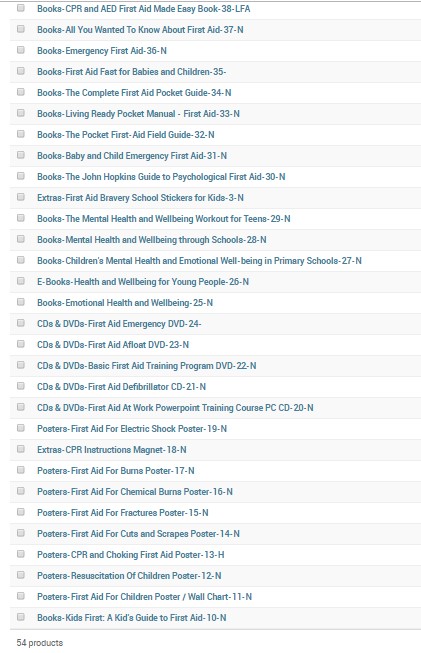 Books-CPR and AED First Aid Made Easy Book-38-LFA
Books-All You Wanted To Know About First Aid-37-N
Books-Emergency First Aid-36-N
Books-First Aid Fast for Babies and Children-35-
Books-The Complete First Aid Pocket Guide-34-N
Books-Living Ready Pocket Manual - First Aid-33-N
Books-The Pocket First-Aid Field Guide-32-N
Books-Baby and Child Emergency First Aid-31-N
Books-The John Hopkins Guide to Psychological First Aid-30-N
Extras-First Aid Bravery School Stickers for Kids-3-N
Books-The Mental Health and Wellbeing Workout for Teens-29-N
Books-Mental Health and Wellbeing through Schools-28-N
Books-Children's Mental Health and Emotional Well-being in Primary Schools-27-N
E-Books-Health and Wellbeing for Young People-26-N
Books-Emotional Health and Wellbeing-25-N
CDs & DVDs-First Aid Emergency DVD-24-
CDs & DVDs-First Aid Afloat DVD-23-N
CDs & DVDs-Basic First Aid Training Program DVD-22-N
CDs & DVDs-First Aid Defibrillator CD-21-N
CDs & DVDs-First Aid At Work Powerpoint Training Course PC CD-20-N
Posters-First Aid For Electric Shock Poster-19-N
Extras-CPR Instructions Magnet-18-N
Posters-First Aid For Burns Poster-17-N
Posters-First Aid For Chemical Burns Poster-16-N
Posters-First Aid For Fractures Poster-15-N
Posters-First Aid For Cuts and Scrapes Poster-14-N
Posters-CPR and Choking First Aid Poster-13-H
Posters-Resuscitation Of Children Poster-12-N
Posters-First Aid For Children Poster / Wall Chart-11-N
Books-Kids First: A Kid's Guide to First Aid-10-N
54 products